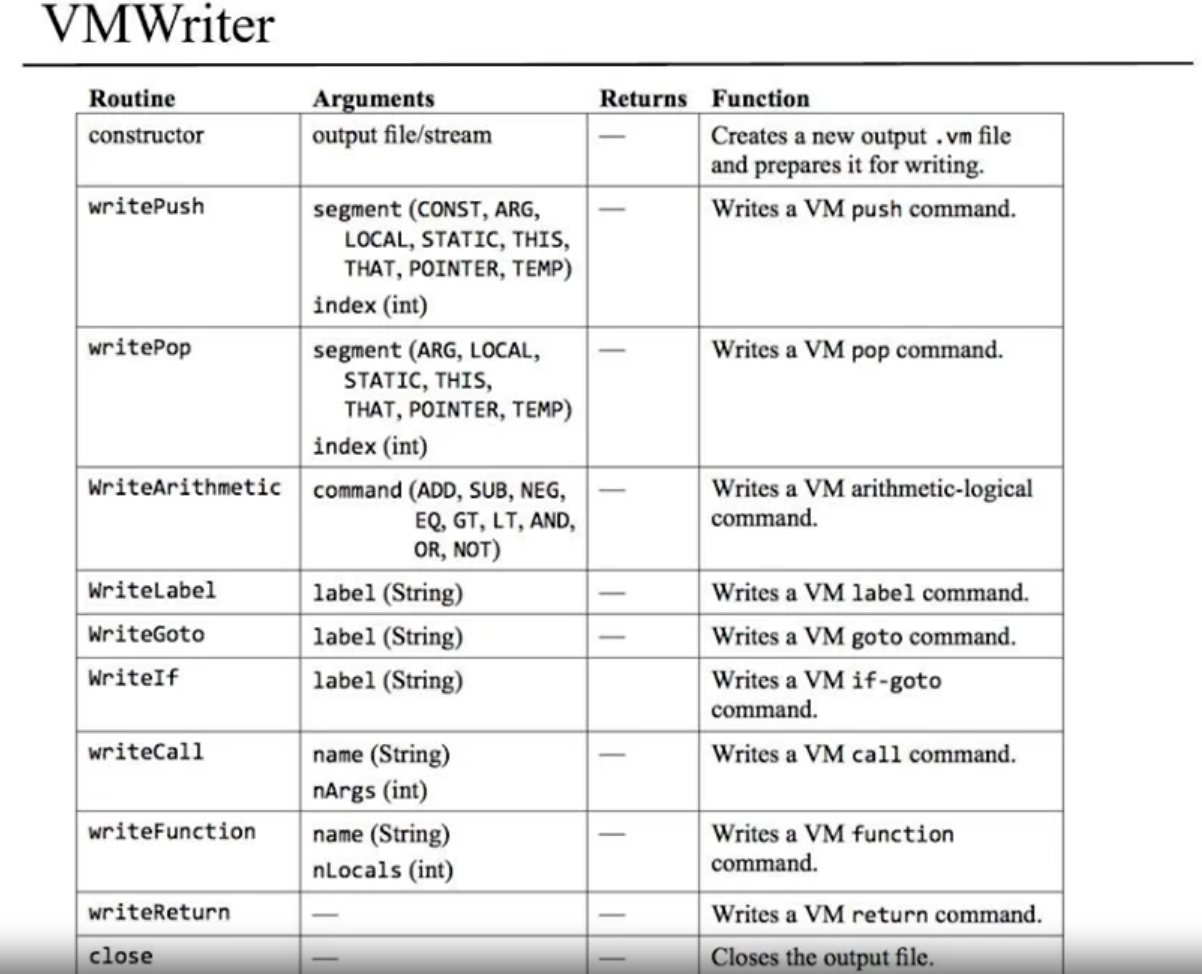 VMWriter
Routine Arguments Returns Function
constructor output file/stream — Creates a new output .vm file
and prepares it for writing.
writePush segment (CONST, ARG, — Writes a VM push command.
LOCAL, STATIC, THIS,
THAT, POINTER, TEMP)
index (int)
writePop segment (ARG, LOCAL, — Writes a VM pop command.
STATIC, THIS,
THAT, POINTER, TEMP)
index (int)
WriteArithmetic command (ADD, SUB, NEG, — Writes a VM arithmetic-logical
EQ, GT, LT, AND, command.
OR, NOT)
WriteLabel label (String) — Writes a VM label command.
WriteGoto label (String) — Writes a VM goto command.
WriteIf label (String) Writes a VM if-goto
command.
writeCall name (String) — Writes a VM call command.
nArgs (int)
writeFunction name (String) — Writes a VM function
nLocals (int) command.
writeReturn — — Writes a VM return command.
close — — Closes the output file.